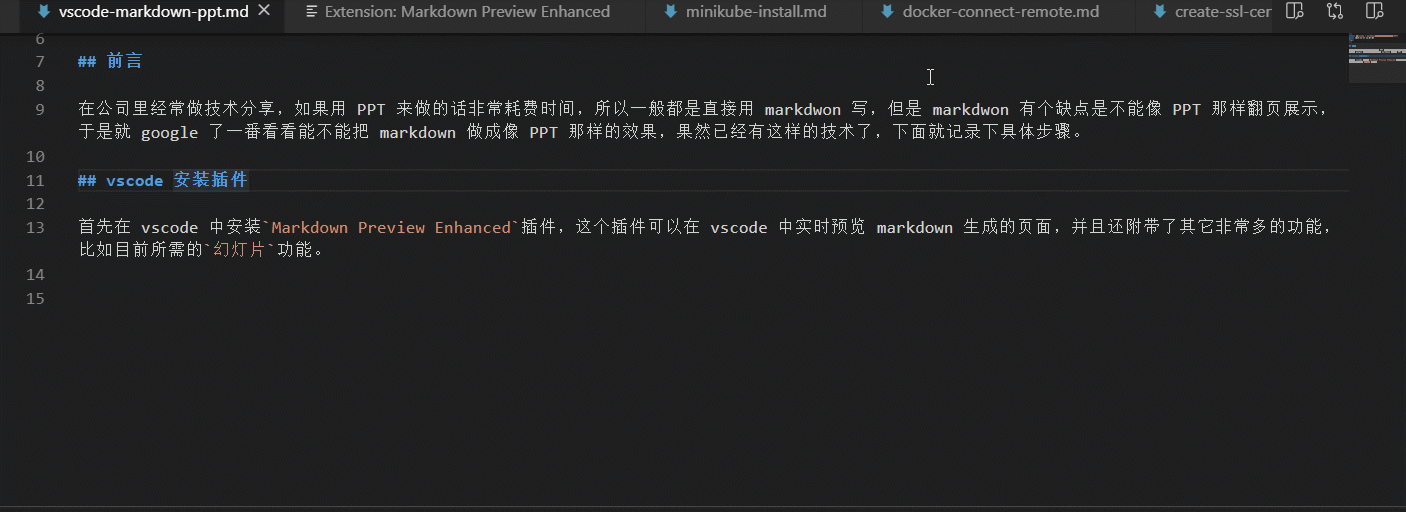 vscode-markdown-ppt.md Extension: Markdown Preview Enhanced minikube-install.md docker-connect-remote.md create-ssl-cer
6
7 ## 前言
8
9 在公司里经常做技术分享，如果用 PPT 来做的话非常耗费时间，所以一般都是直接用 markdwon 写，但是 markdwon 有个缺点是不能像 PPT 那样翻页展示，
于是就 google 了一番看看能不能把 markdown 做成像 PPT 那样的效果，果然已经有这样的技术了，下面就记录下具体步骤。
10
11 ## vscode 安装插件
12
13 首先在 vscode 中安装`Markdown Preview Enhanced`插件，这个插件可以在 vscode 中实时预览 markdown 生成的页面，并且还附带了其它非常多的功能，
比如目前所需的`幻灯片`功能。
14
15